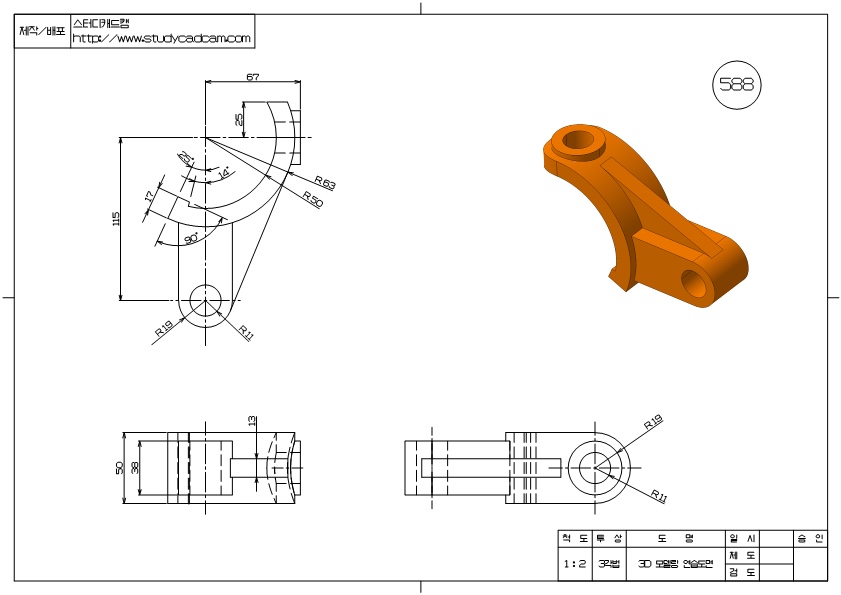 제작/배포
스터디캐드캠
http://www.studycadcam.com
588
67
25
25°
14°
R63
R50
17
90°
115
R19
R11
13
50
38
R19
R11
척 도
투 상
도 명
일 시
승 인
1:2
3각법
3D 모델링 연습도면
제 도
검 도